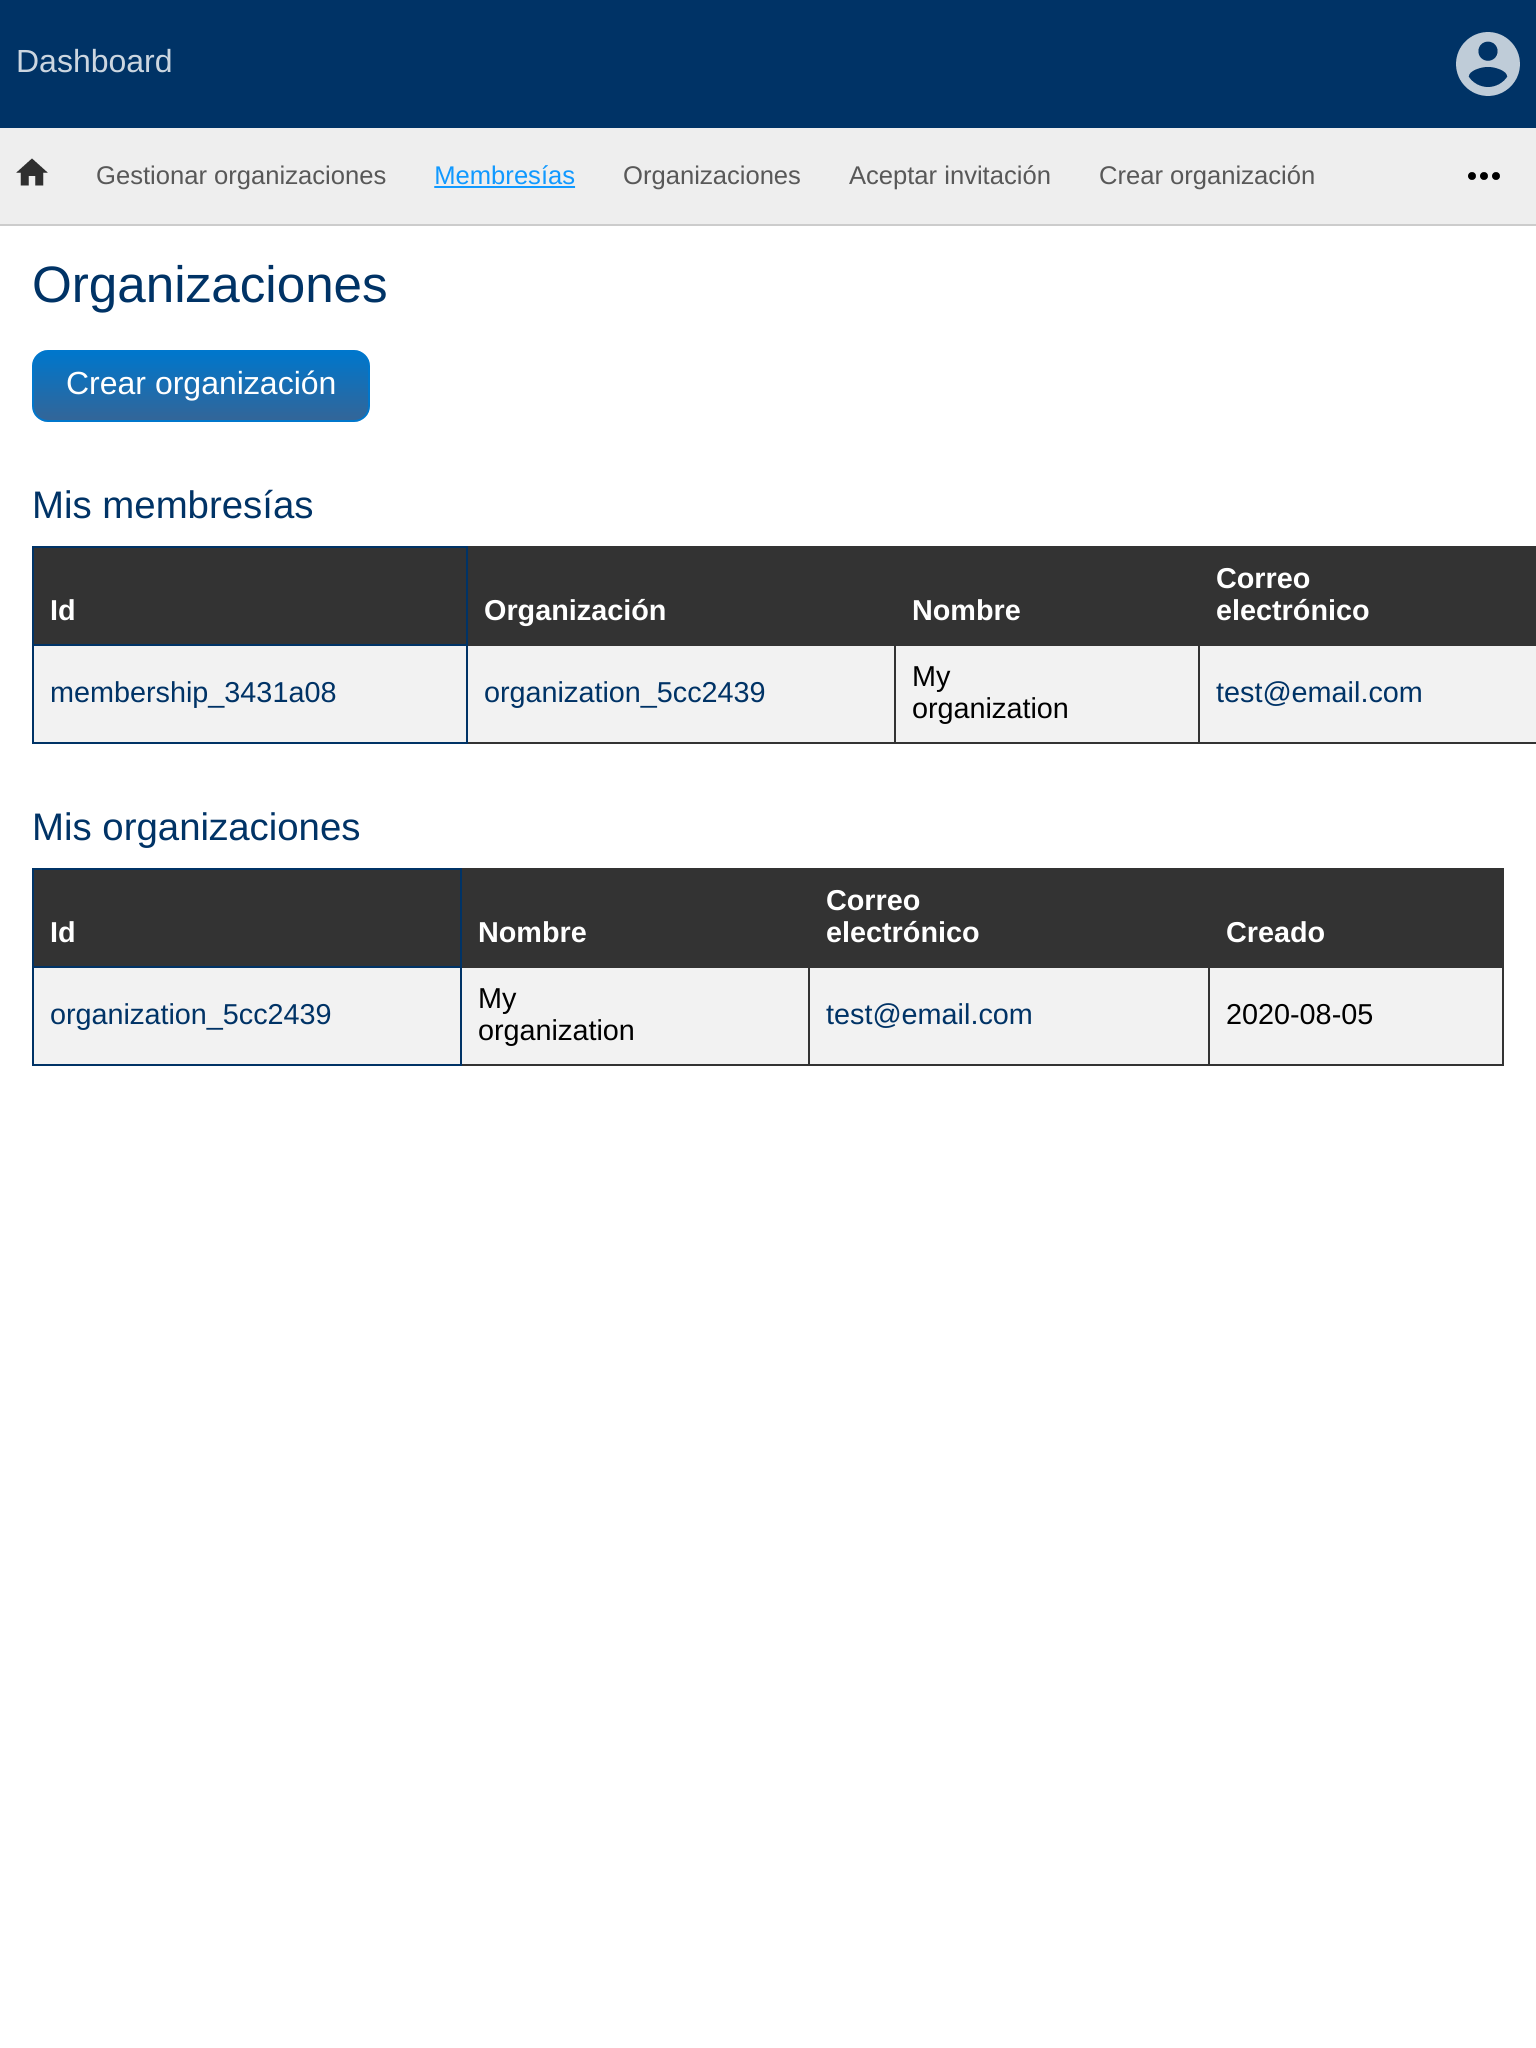 Dashboard
Gestionar organizaciones Membresías Organizaciones Aceptar invitación Crear organización
Organizaciones
Crear organización
Mis membresías
Id Organización Nombre Correo electrónico
membership_3431a08 organization_5cc2439 My organization test@email.com
Mis organizaciones
Id Nombre Correo electrónico Creado
organization_5cc2439 My organization test@email.com 2020-08-05